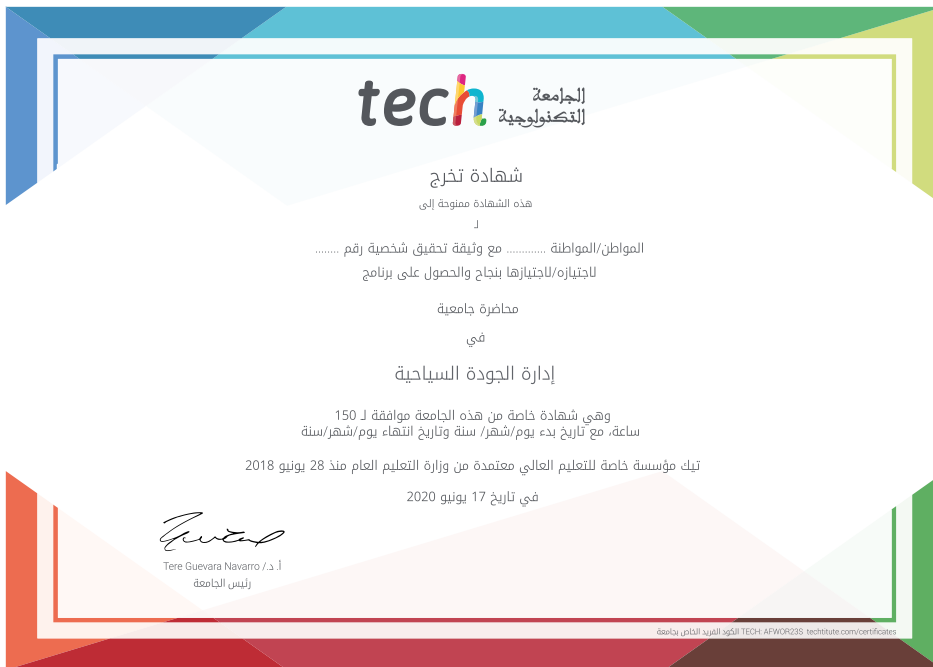 tech الجامعة
التكنولوجية
شهادة تخرج
هذه الشهادة ممنوحة إلى
لـ
المواطن/المواطنة ............. مع وثيقة تحقيق شخصية رقم ........
لاجتيازه/لاجتيازها بنجاح والحصول على برنامج
محاضرة جامعية
في
إدارة الجودة السياحية
وهي شهادة خاصة من هذه الجامعة موافقة لـ 150
ساعة، مع تاريخ بدء يوم/شهر/ سنة وتاريخ انتهاء يوم/شهر/سنة
تيك مؤسسة خاصة للتعليم العالي معتمدة من وزارة التعليم العام منذ 28 يونيو 2018
في تاريخ 17 يونيو 2020
أ. د./ Tere Guevara Navarro
رئيس الجامعة
الكود الفريد الخاص بجامعة TECH: AFWOR23S techtitute.com/certificates